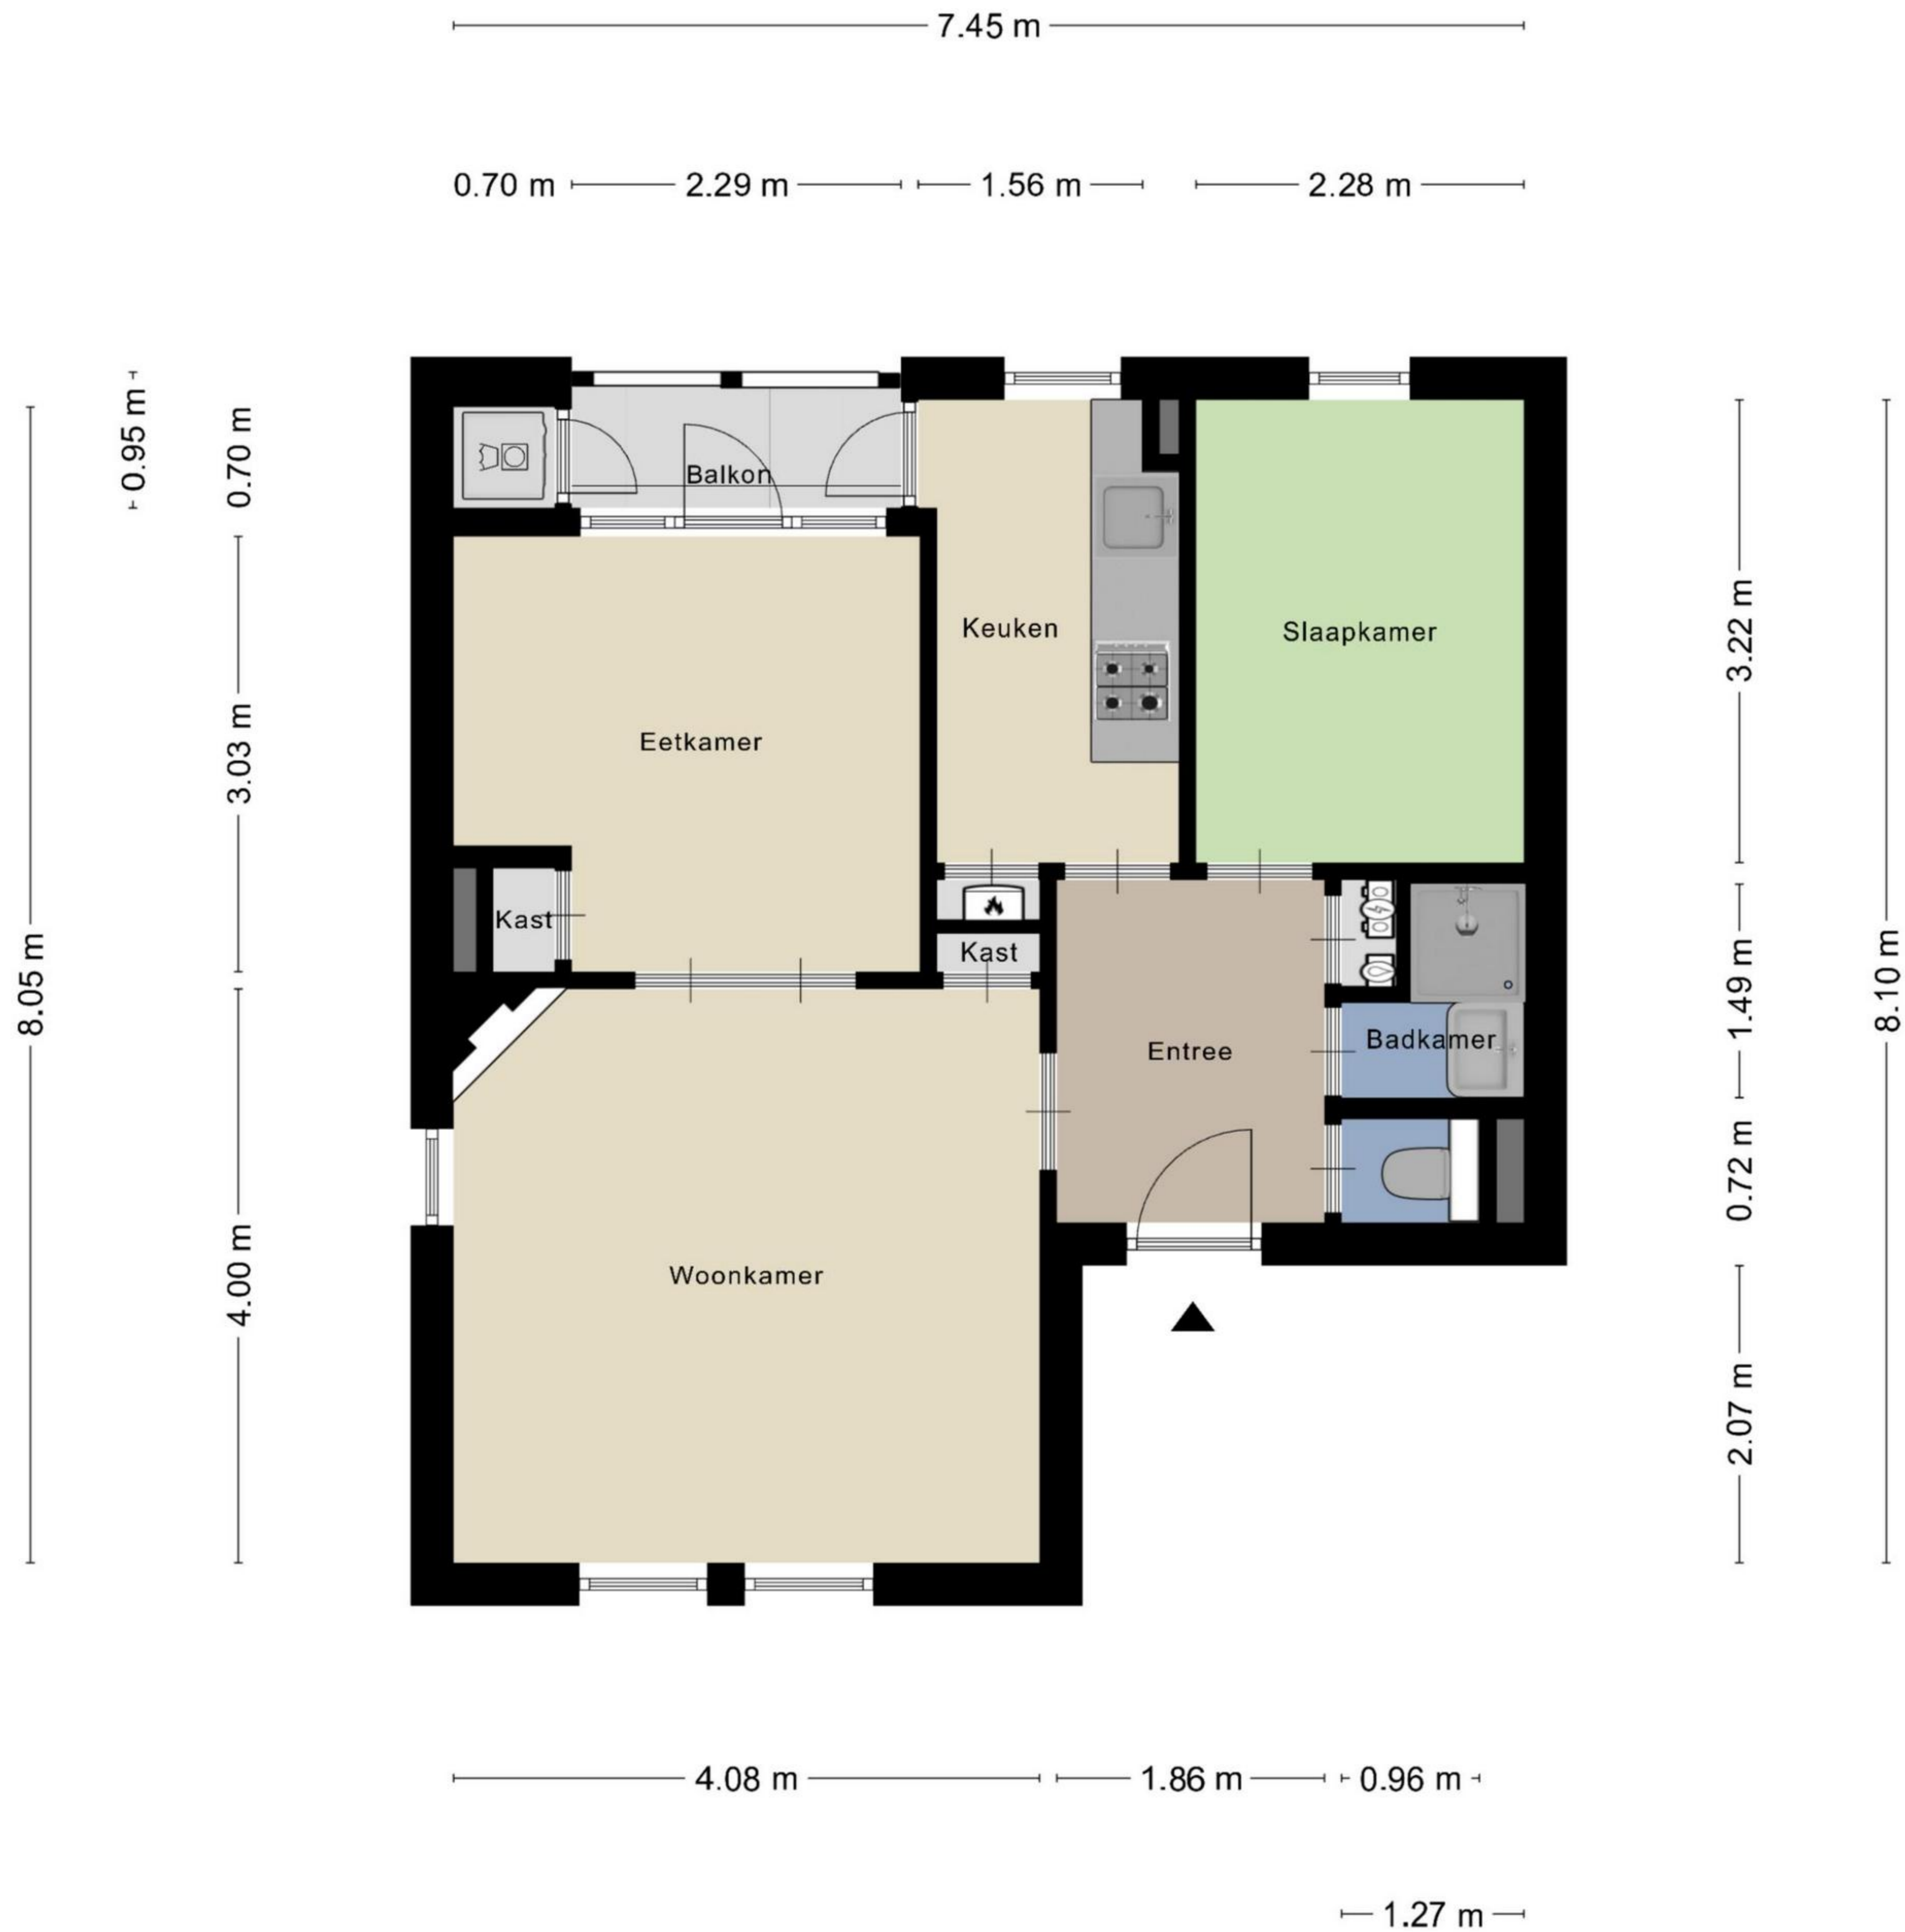 7.45 m
0.70 m
2.29 m
1.56 m
2.28 m
0.95 m
0.70 m
Balkon
Keuken
Slaapkamer
3.22 m
Eetkamer
3.03 m
Kast
Kast
8.05 m
1.49 m
8.10 m
Badkamer
Entree
0.72 m
Woonkamer
4.00 m
2.07 m
4.08 m
1.86 m
0.96 m
1.27 m